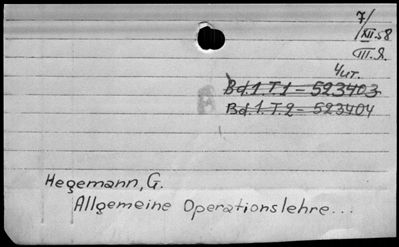 7/XII.58
III.Я.
Чит.
Bd.1.T.1 – 523403
Bd.1.T.2 – 523404
Hegemann, G.
Allgemeine Operationslehre...